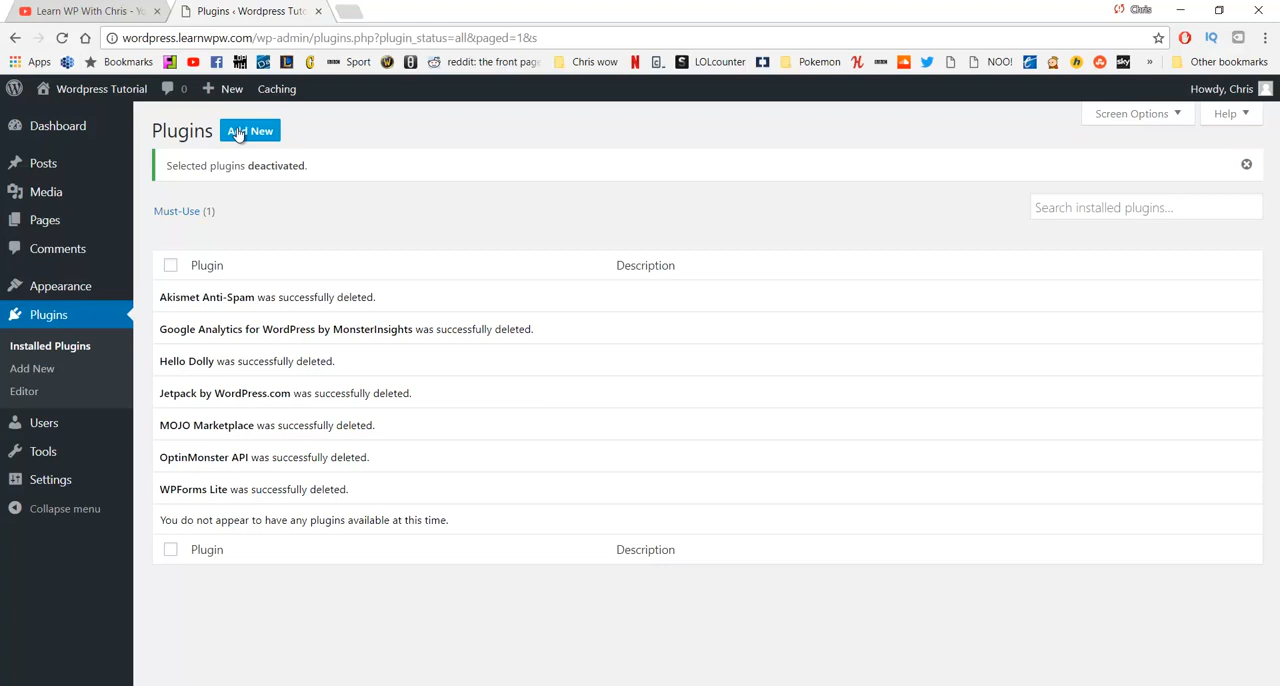 Learn WP With Chris - Yo
Plugins ‹ Wordpress Tuto
Chris
wordpress.learnwpw.com/wp-admin/plugins.php?plugin_status=all&paged=1&s
Apps
Bookmarks
Sport
reddit: the front page
Chris wow
LOLcounter
Pokemon
NOO!
sky
»
Other bookmarks
Wordpress Tutorial
0
New
Caching
Howdy, Chris
Screen Options
Help
Dashboard
Posts
Media
Pages
Comments
Appearance
Plugins
Installed Plugins
Add New
Editor
Users
Tools
Settings
Collapse menu
Plugins
Add New
Selected plugins deactivated.
Must-Use (1)
Search installed plugins...
Plugin Description
Akismet Anti-Spam was successfully deleted.
Google Analytics for WordPress by MonsterInsights was successfully deleted.
Hello Dolly was successfully deleted.
Jetpack by WordPress.com was successfully deleted.
MOJO Marketplace was successfully deleted.
OptinMonster API was successfully deleted.
WPForms Lite was successfully deleted.
You do not appear to have any plugins available at this time.
Plugin Description